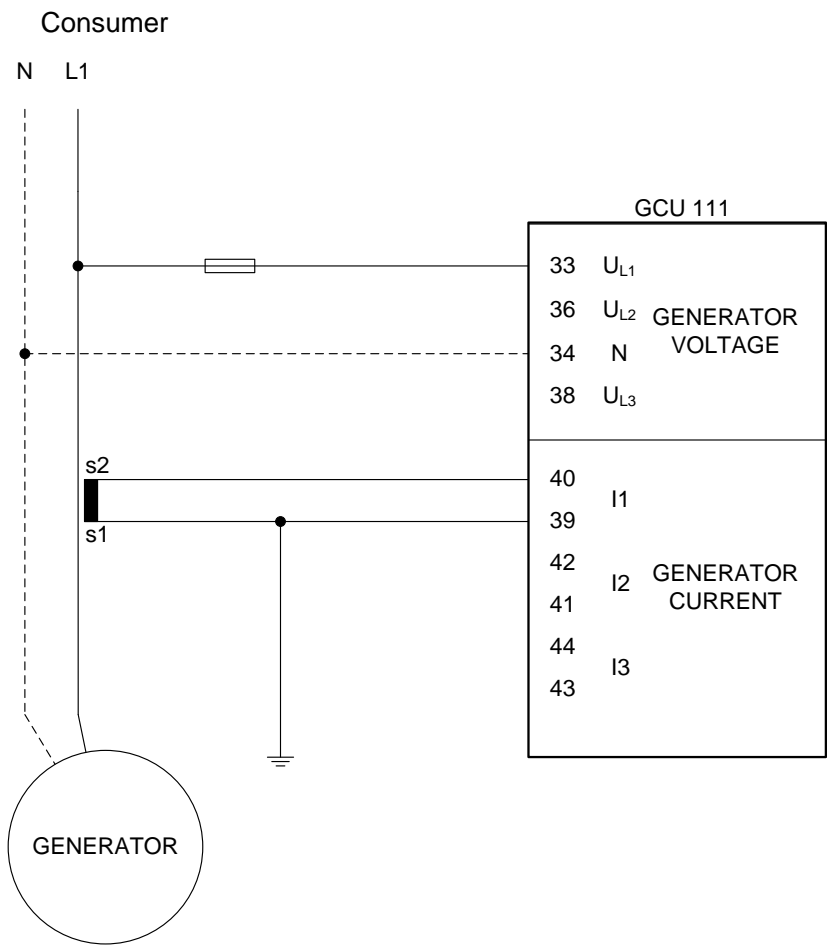 Consumer
N L1
GCU 111
33 UL1
36 UL2
GENERATOR
VOLTAGE
34 N
38 UL3
s2
s1
40
I1
39
42
I2
GENERATOR
CURRENT
41
44
I3
43
GENERATOR